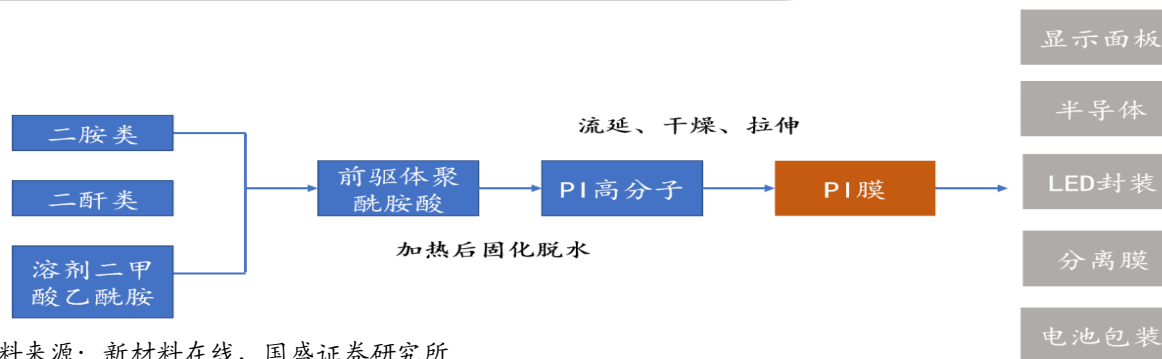 显示面板
半导体
LED封装
分离膜
电池包装
流延、干燥、拉伸
二胺类
二酐类
溶剂二甲
酸乙酰胺
前驱体聚
酰胺酸
PI高分子
PI膜
加热后固化脱水
料来源：新材料在线，国盛证券研究所